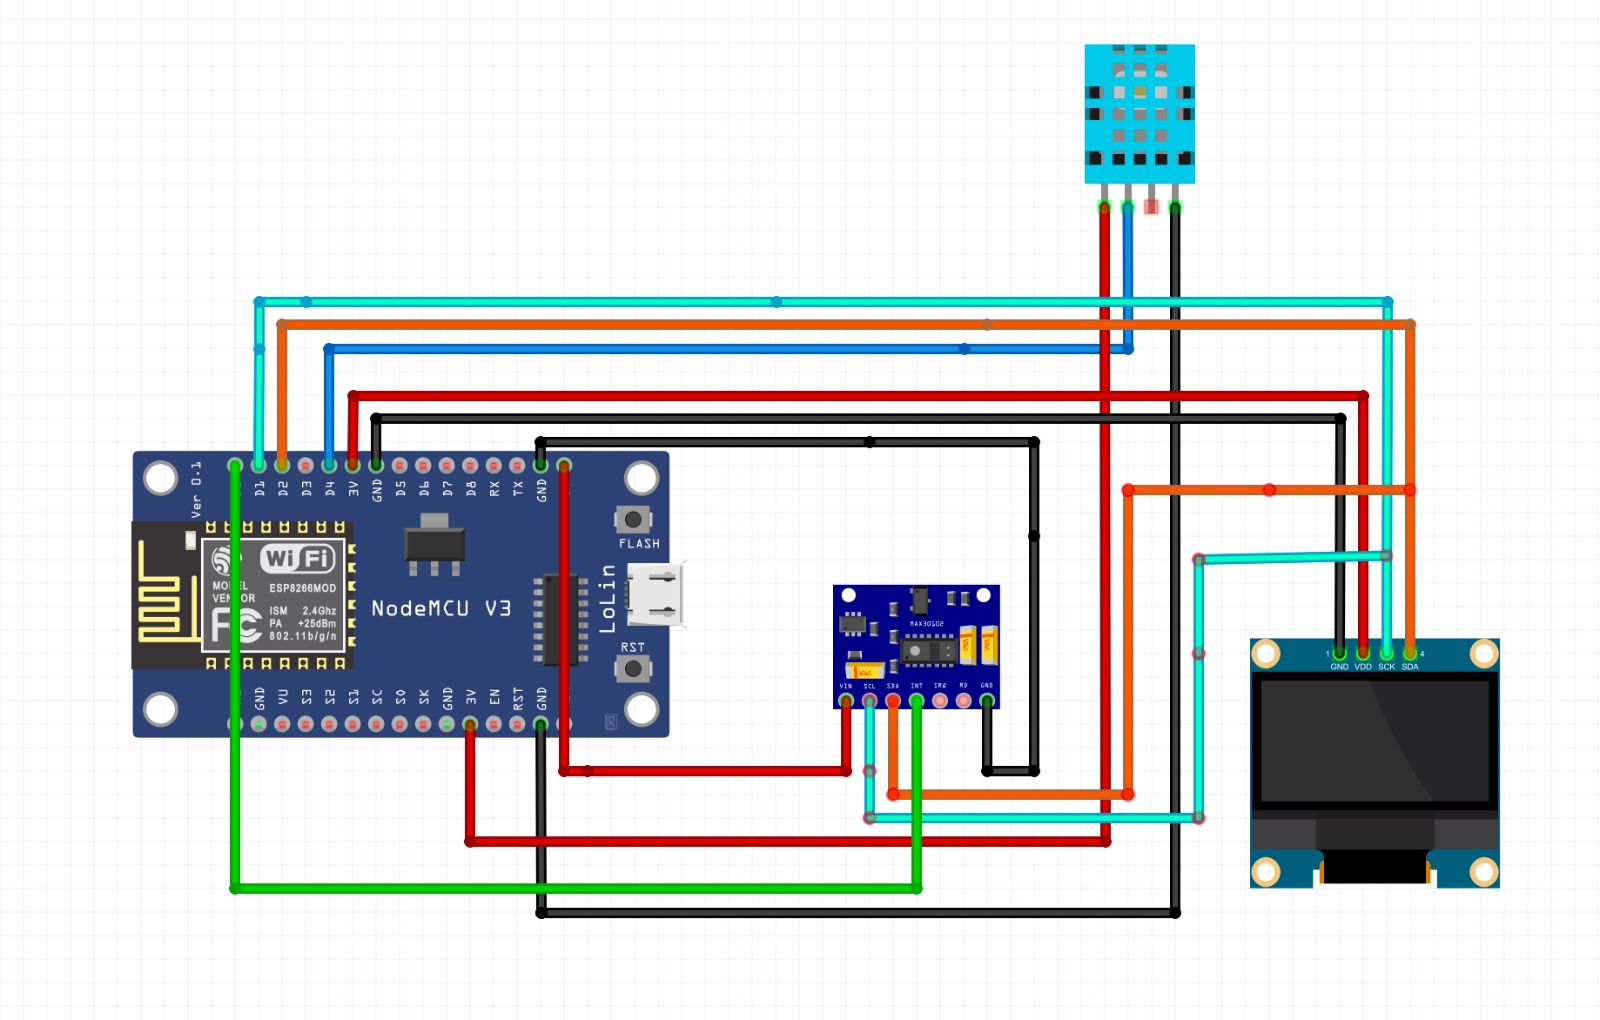 Ver 0.1
D1 D2 D3 D4 3V GND D5 D6 D7 D8 RX TX GND
FLASH
WiFi
MODEL
VENDOR
ESP8266MOD
ISM 2.4Ghz
PA +25dBm
802.11b/g/n
FC
NodeMCU V3
LoLin
RST
GND VU S3 S2 S1 SC SO SK GND 3V EN RST GND
R
MAX30102
VIN SCL SDA INT IRD RD GND
1 4
GND VDD SCK SDA